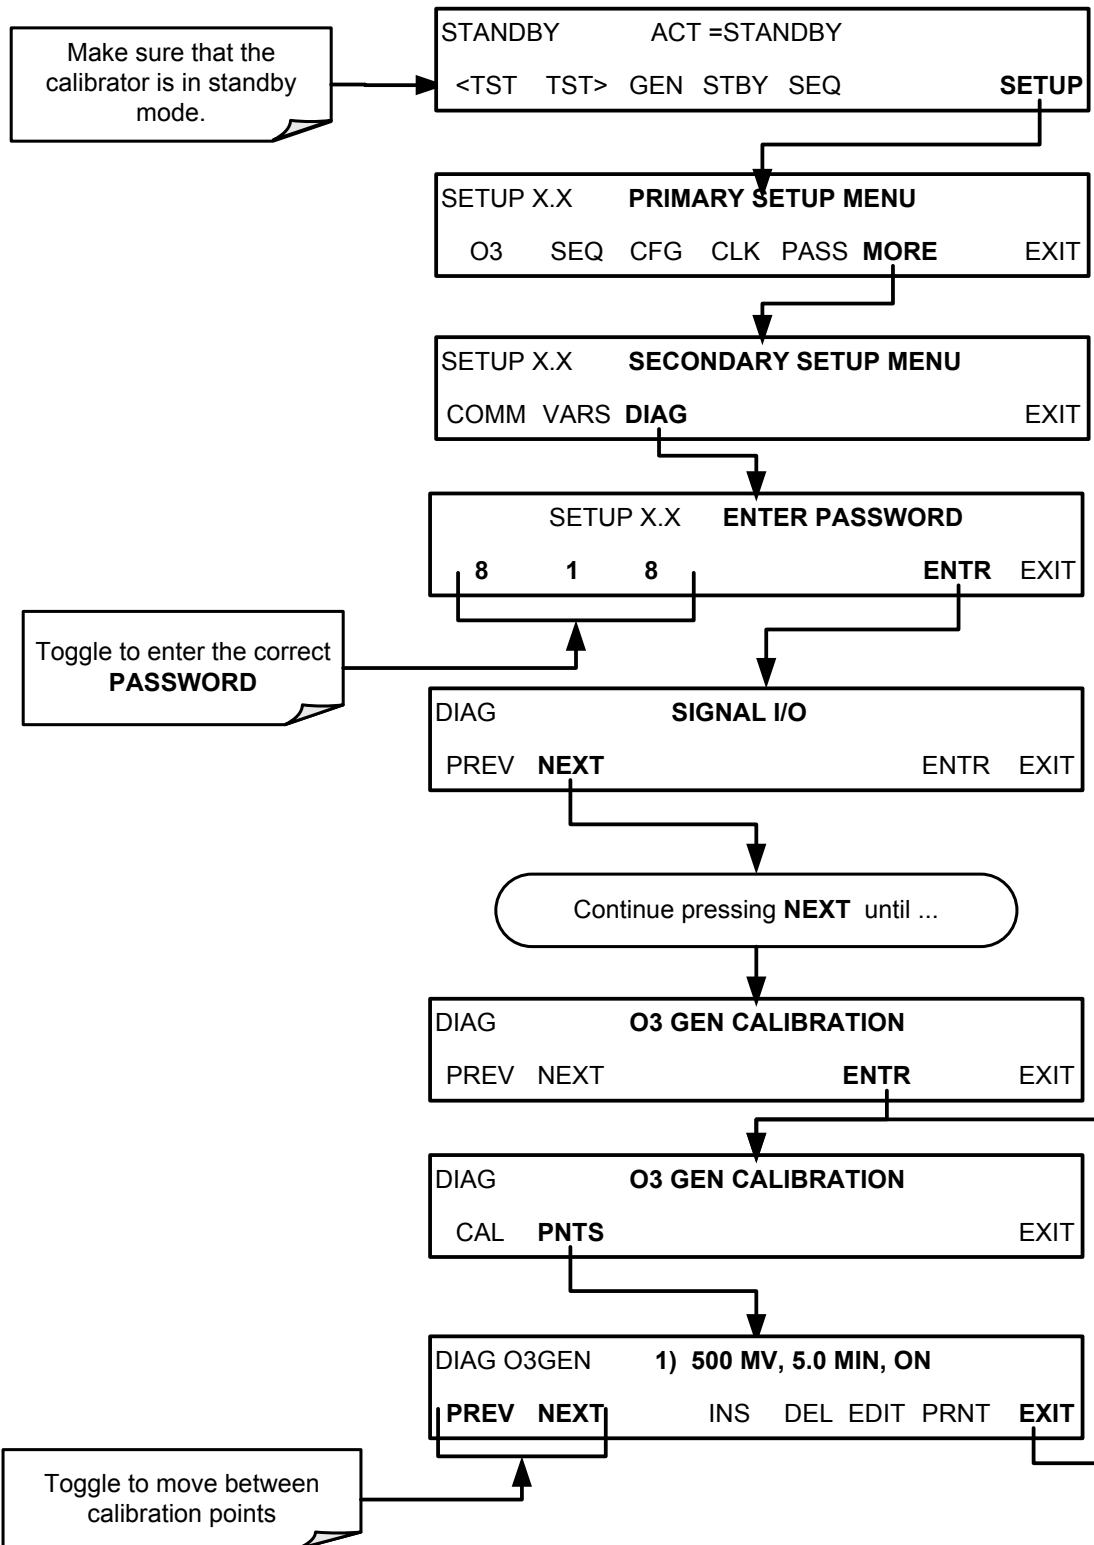 Make sure that the
calibrator is in standby
mode.
STANDBY ACT =STANDBY
<TST TST> GEN STBY SEQ SETUP
SETUP X.X PRIMARY SETUP MENU
O3 SEQ CFG CLK PASS MORE EXIT
SETUP X.X SECONDARY SETUP MENU
COMM VARS DIAG EXIT
SETUP X.X ENTER PASSWORD
8 1 8 ENTR EXIT
Toggle to enter the correct
PASSWORD
DIAG SIGNAL I/O
PREV NEXT ENTR EXIT
Continue pressing NEXT until ...
DIAG O3 GEN CALIBRATION
PREV NEXT ENTR EXIT
DIAG O3 GEN CALIBRATION
CAL PNTS EXIT
DIAG O3GEN 1) 500 MV, 5.0 MIN, ON
PREV NEXT INS DEL EDIT PRNT EXIT
Toggle to move between
calibration points